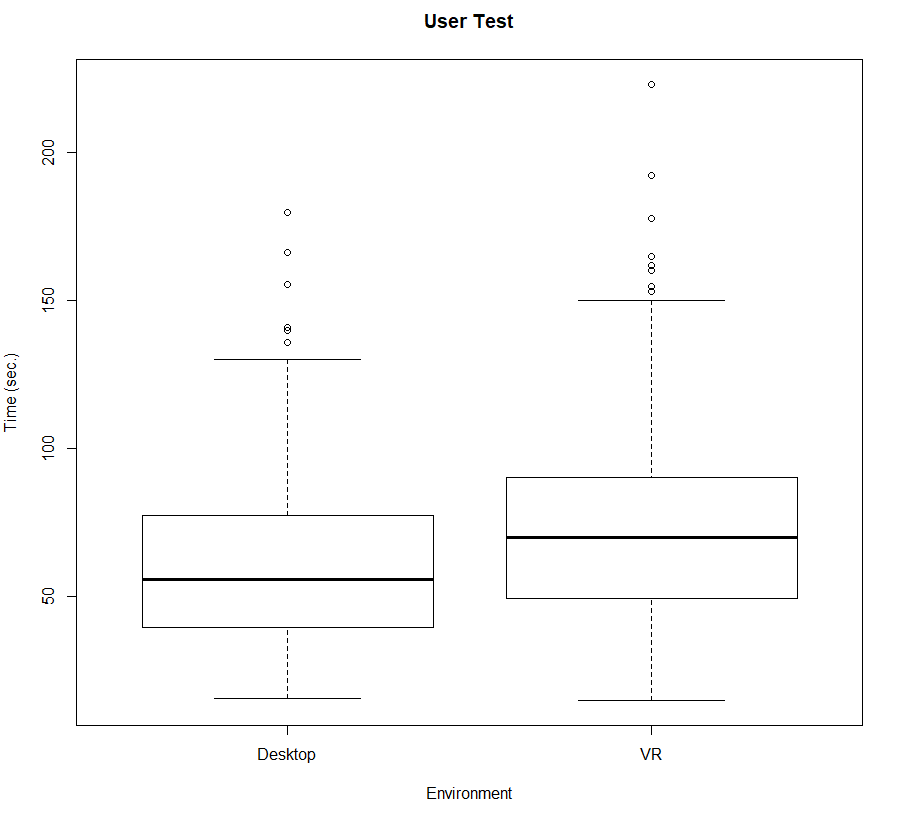 User Test
Time (sec.)
200
150
100
50
Desktop VR
Environment